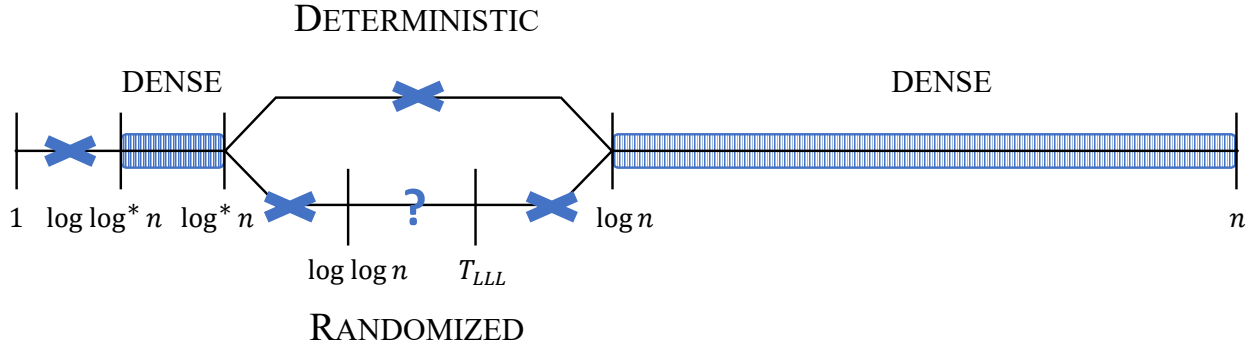 DETERMINISTIC
DENSE
DENSE
1
log log* n
log* n
?
log n
n
log log n
T_LLL
RANDOMIZED